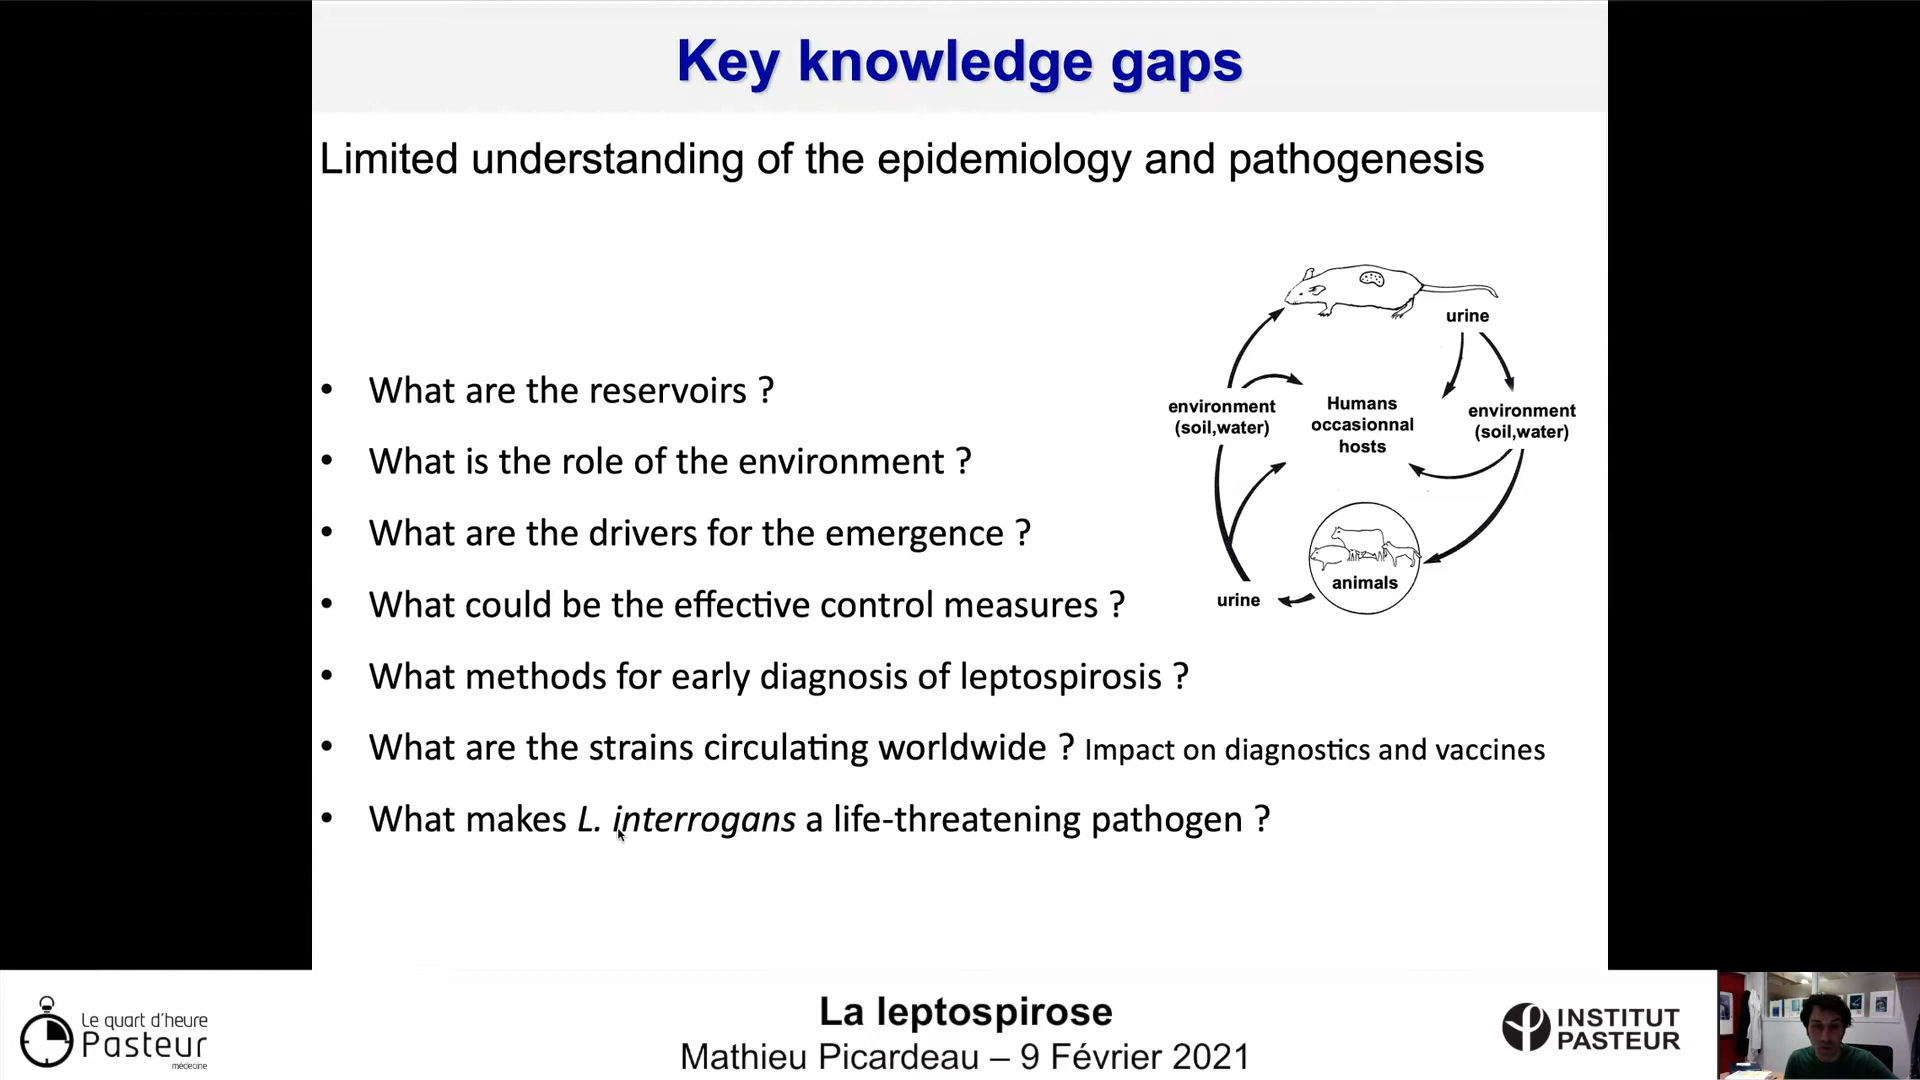 Key knowledge gaps
Limited understanding of the epidemiology and pathogenesis
urine
environment
(soil,water)
Humans
occasionnal
hosts
environment
(soil,water)
animals
urine
• What are the reservoirs ?
• What is the role of the environment ?
• What are the drivers for the emergence ?
• What could be the effective control measures ?
• What methods for early diagnosis of leptospirosis ?
• What are the strains circulating worldwide ? Impact on diagnostics and vaccines
• What makes L. interrogans a life-threatening pathogen ?
Le quart d'heure
Pasteur
médecine
La leptospirose
Mathieu Picardeau – 9 Février 2021
INSTITUT
PASTEUR